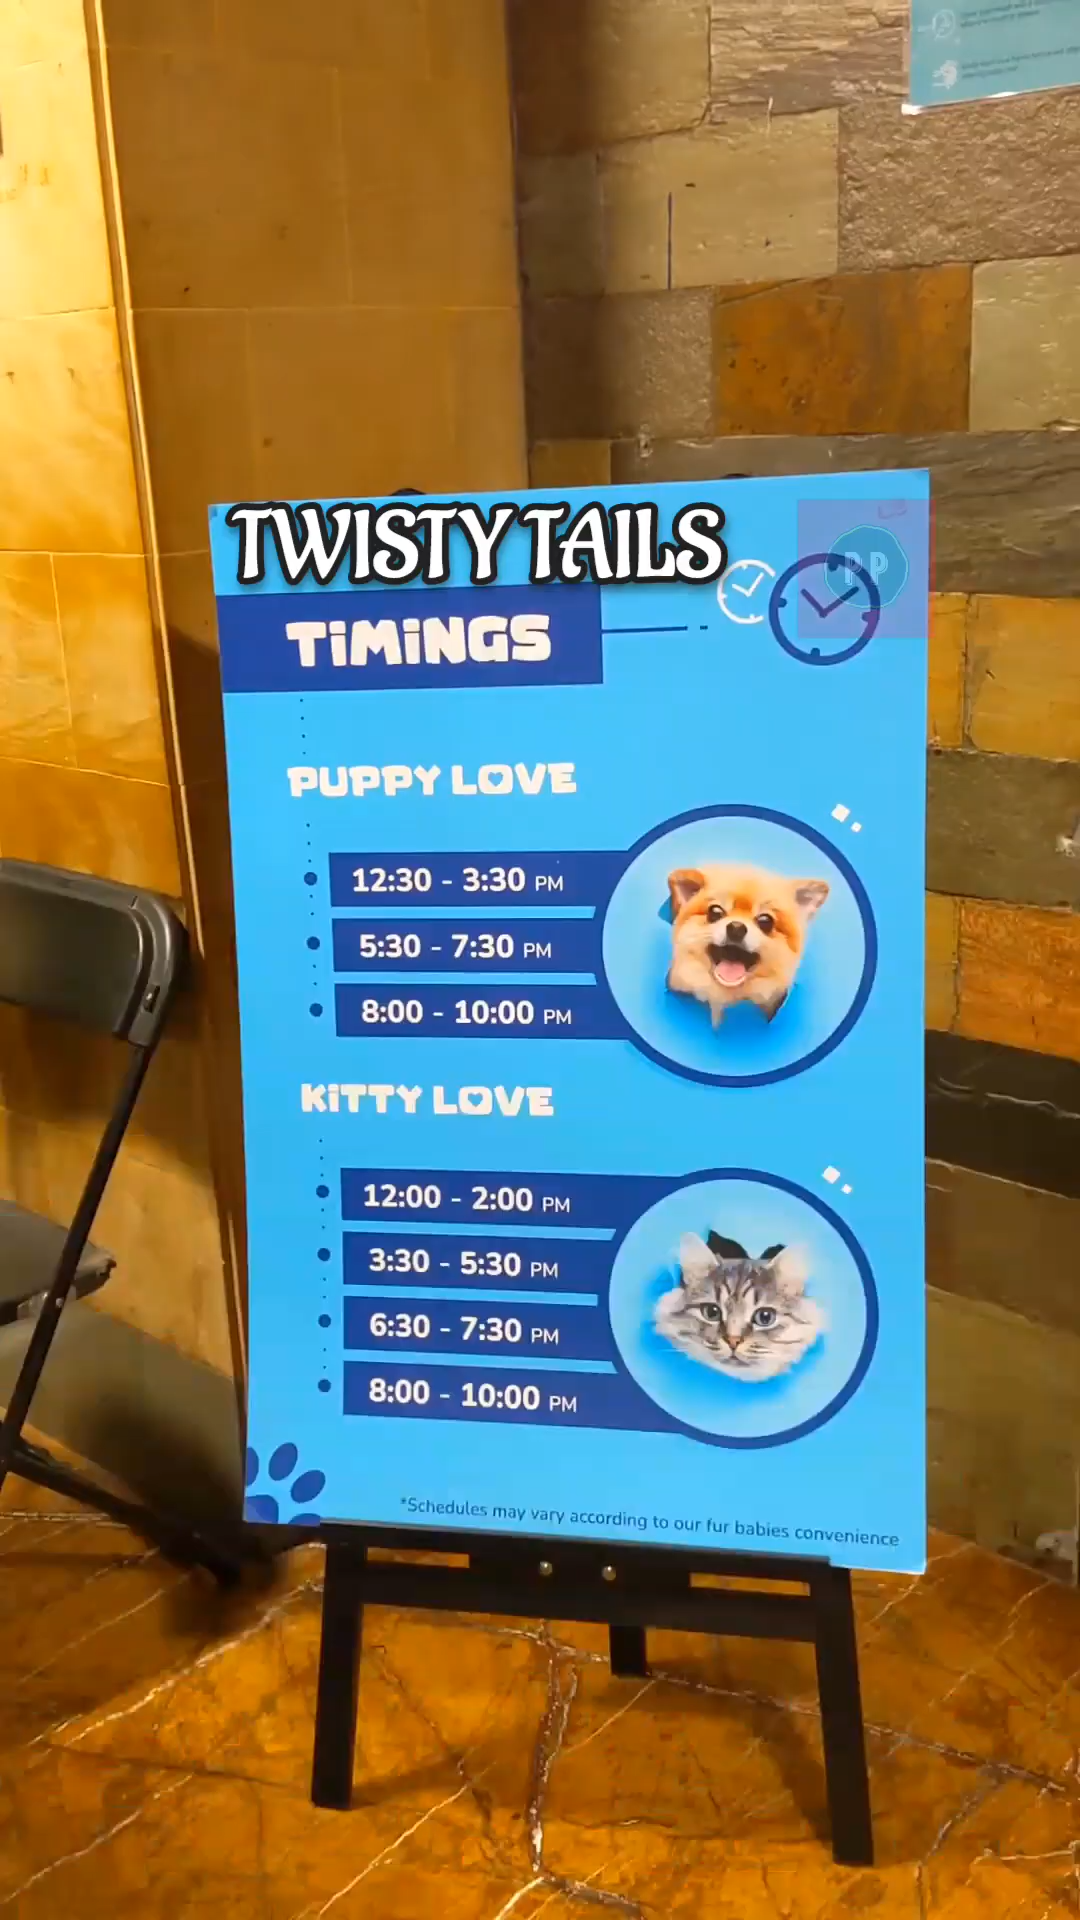 TWISTY TAILS
PP
TiMiNGS
PUPPY LOVE
12:30 - 3:30 PM
5:30 - 7:30 PM
8:00 - 10:00 PM
KiTTY LOVE
12:00 - 2:00 PM
3:30 - 5:30 PM
6:30 - 7:30 PM
8:00 - 10:00 PM
*Schedules may vary according to our fur babies convenience